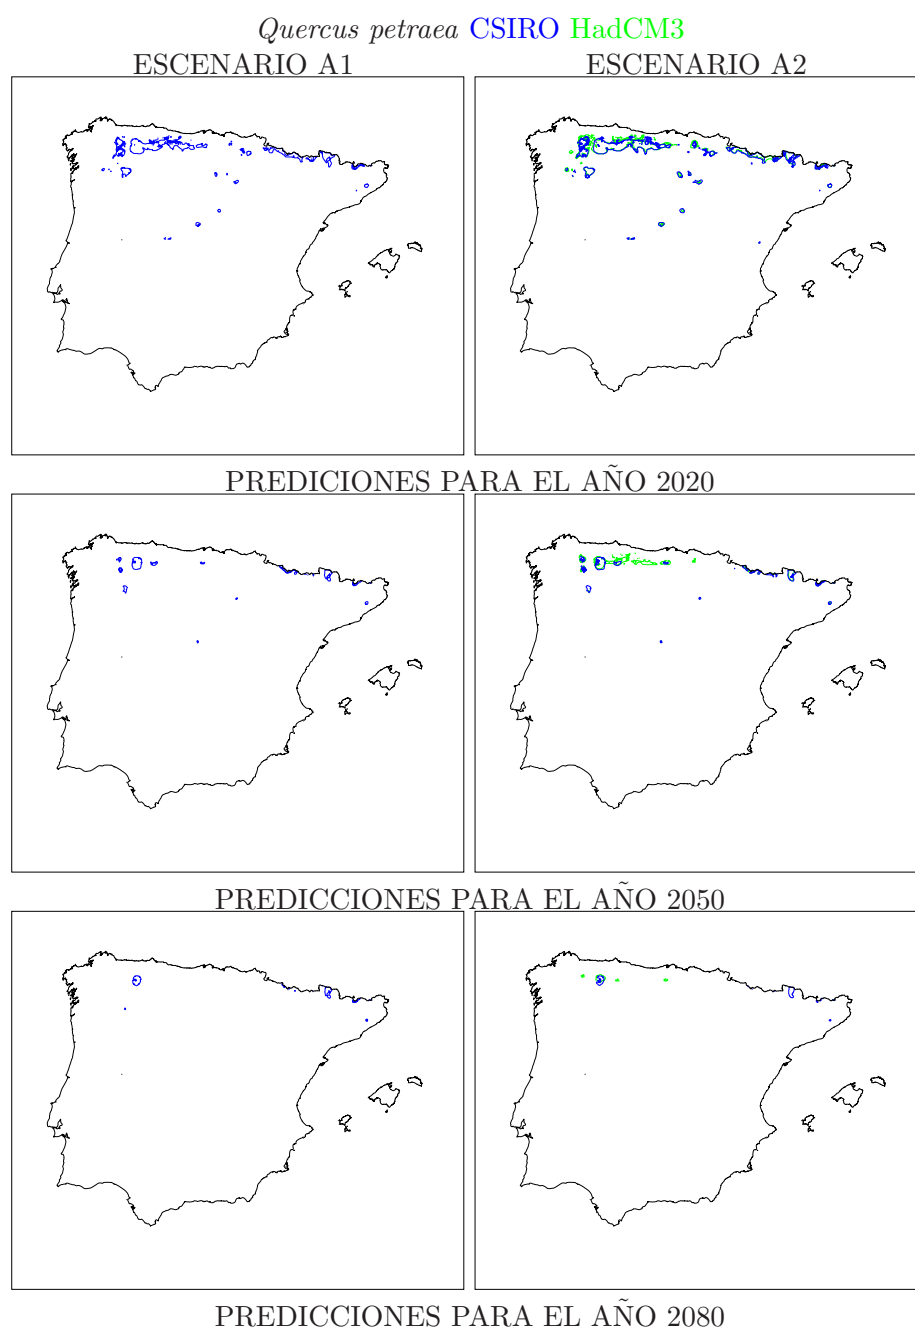 Quercus petraea CSIRO HadCM3
ESCENARIO A1 ESCENARIO A2
PREDICIONES PARA EL AÑO 2020
PREDICCIONES PARA EL AÑO 2050
PREDICCIONES PARA EL AÑO 2080